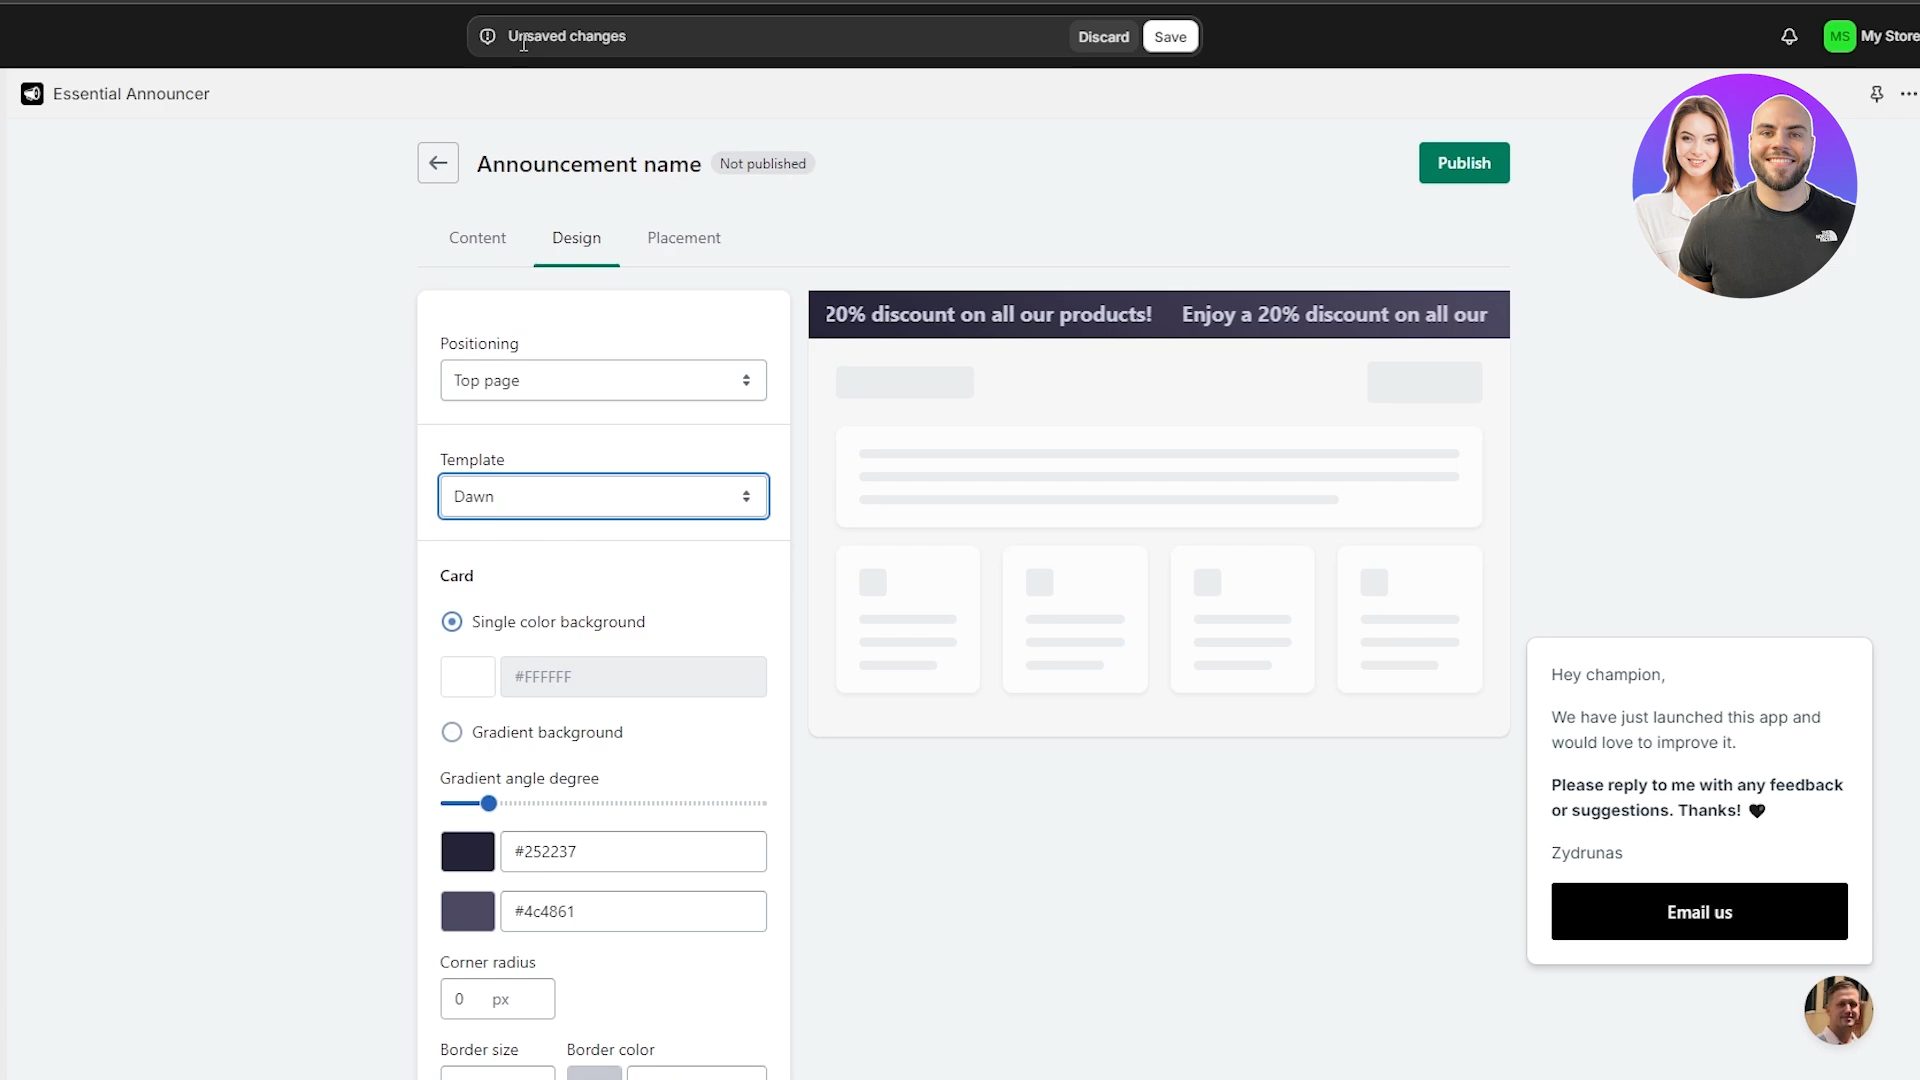 Unsaved changes
Discard
Save
MS
My Store
Essential Announcer
Announcement name
Not published
Publish
Content
Design
Placement
Positioning
Top page
20% discount on all our products!
Enjoy a 20% discount on all our
Template
Dawn
Card
Single color background
#FFFFFF
Gradient background
Gradient angle degree
#252237
#4c4861
Corner radius
0 px
Border size
Border color
THE NORTH FACE
Hey champion,
We have just launched this app and
would love to improve it.
Please reply to me with any feedback
or suggestions. Thanks! 🖤
Zydrunas
Email us